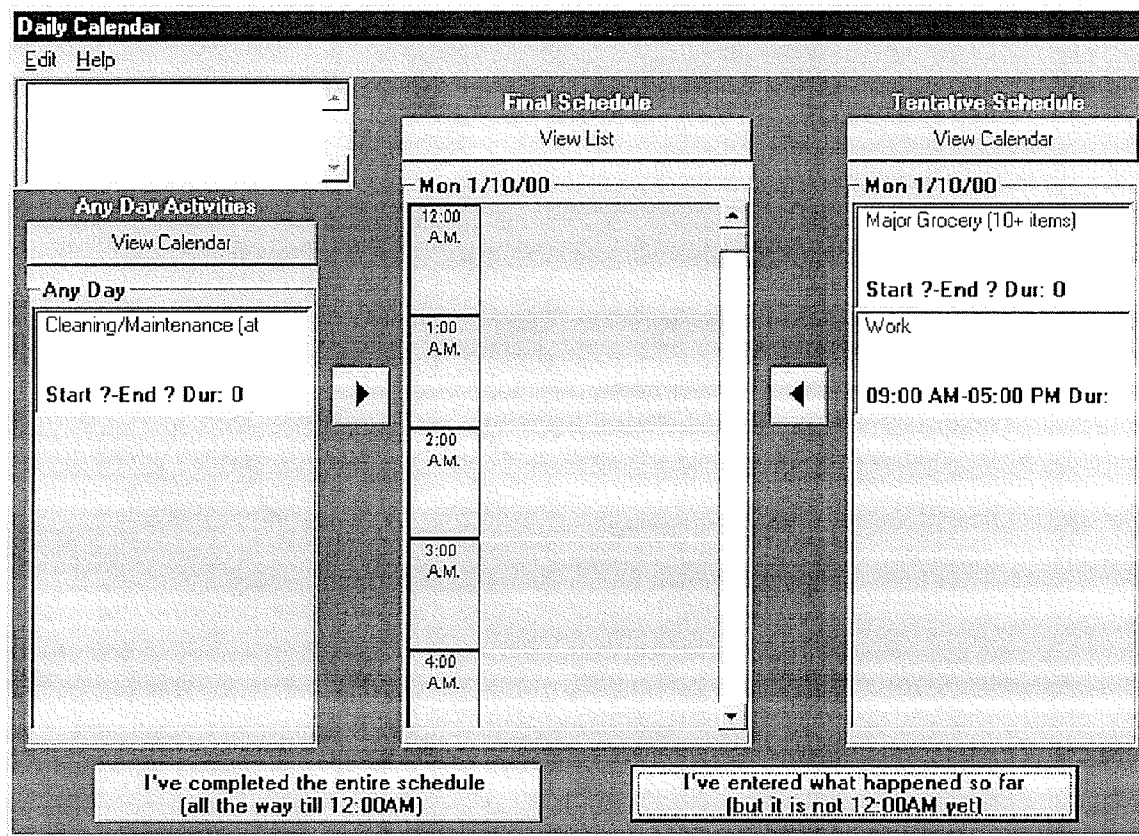 Daily Calendar
Edit Help
Final Schedule
Tentative Schedule
View List
View Calendar
Mon 1/10/00
Mon 1/10/00
Any Day Activities
View Calendar
Any Day
Cleaning/Maintenance (at
Start ?-End ? Dur: 0
12:00
A.M.
1:00
A.M.
2:00
A.M.
3:00
A.M.
4:00
A.M.
Major Grocery (10+ items)
Start ?-End ? Dur: 0
Work
09:00 AM-05:00 PM Dur:
I've completed the entire schedule
(all the way till 12:00AM)
I've entered what happened so far
(but it is not 12:00AM yet)